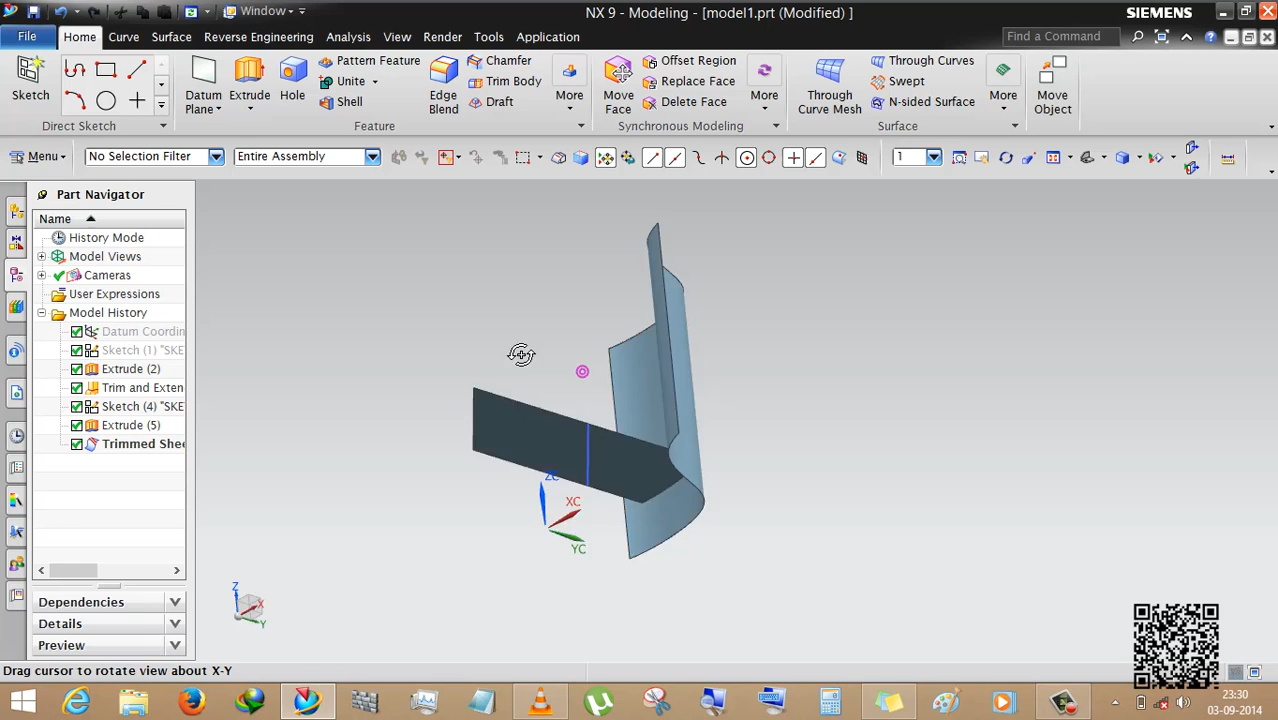 Window
NX 9 - Modeling - [model1.prt (Modified) ]
SIEMENS
File
Home
Curve
Surface
Reverse Engineering
Analysis
View
Render
Tools
Application
Find a Command
Sketch
Direct Sketch
Datum Plane
Extrude
Hole
Pattern Feature
Unite
Shell
Edge Blend
Chamfer
Trim Body
Draft
More
Feature
Move Face
Offset Region
Replace Face
Delete Face
More
Synchronous Modeling
Through Curve Mesh
Through Curves
Swept
N-sided Surface
More
Surface
Move Object
Menu
No Selection Filter
Entire Assembly
1
Part Navigator
Name
History Mode
Model Views
Cameras
User Expressions
Model History
Datum Coordin
Sketch (1) "SKE
Extrude (2)
Trim and Exten
Sketch (4) "SKE
Extrude (5)
Trimmed Shee
Dependencies
Details
Preview
ZC
XC
YC
Z
X
Y
Drag cursor to rotate view about X-Y
23:30
03-09-2014